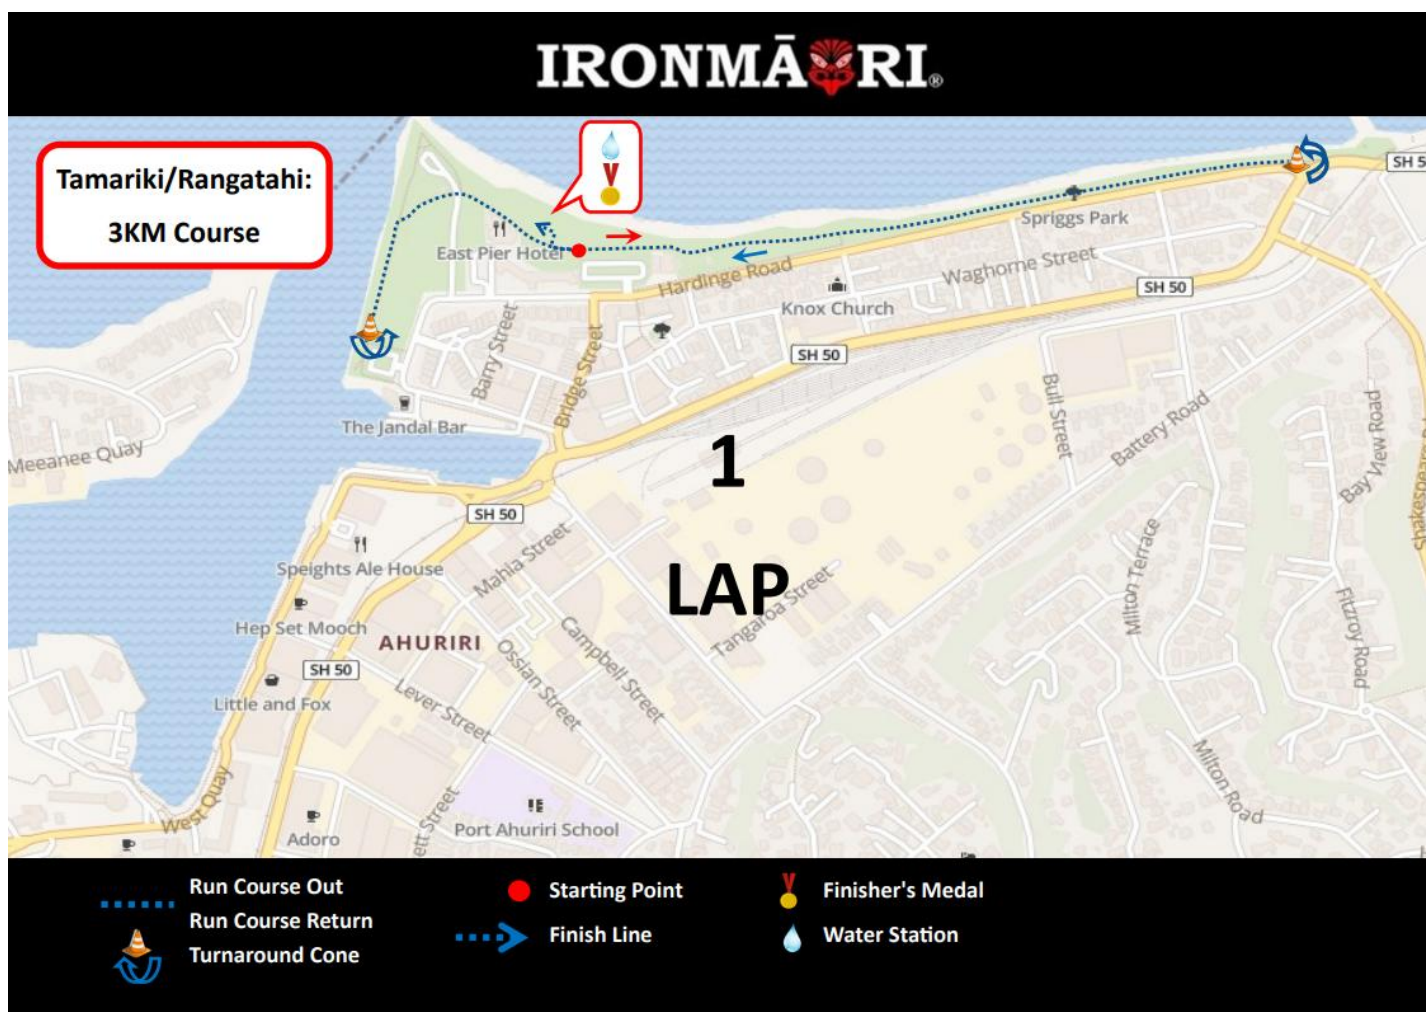 IRONMĀORI®
Tamariki/Rangatahi:
3KM Course
SH 5
Spriggs Park
East Pier Hotel
Hardinge Road
Waghorne Street
SH 50
Knox Church
Barry Street
Bridge Street
SH 50
Bull Street
Battery Road
Bay View Road
The Jandal Bar
Meeanee Quay
1
LAP
SH 50
Shakespeare
Speights Ale House
Mahia Street
Milton Terrace
Tangaroa Street
Fitzroy Road
Hep Set Mooch
AHURIRI
Campbell Street
Ossian Street
SH 50
Little and Fox
Lever Street
Milton Road
West Quay
Adoro
ett Street
Port Ahuriri School
Run Course Out
Run Course Return
Turnaround Cone
Starting Point
Finish Line
Finisher's Medal
Water Station